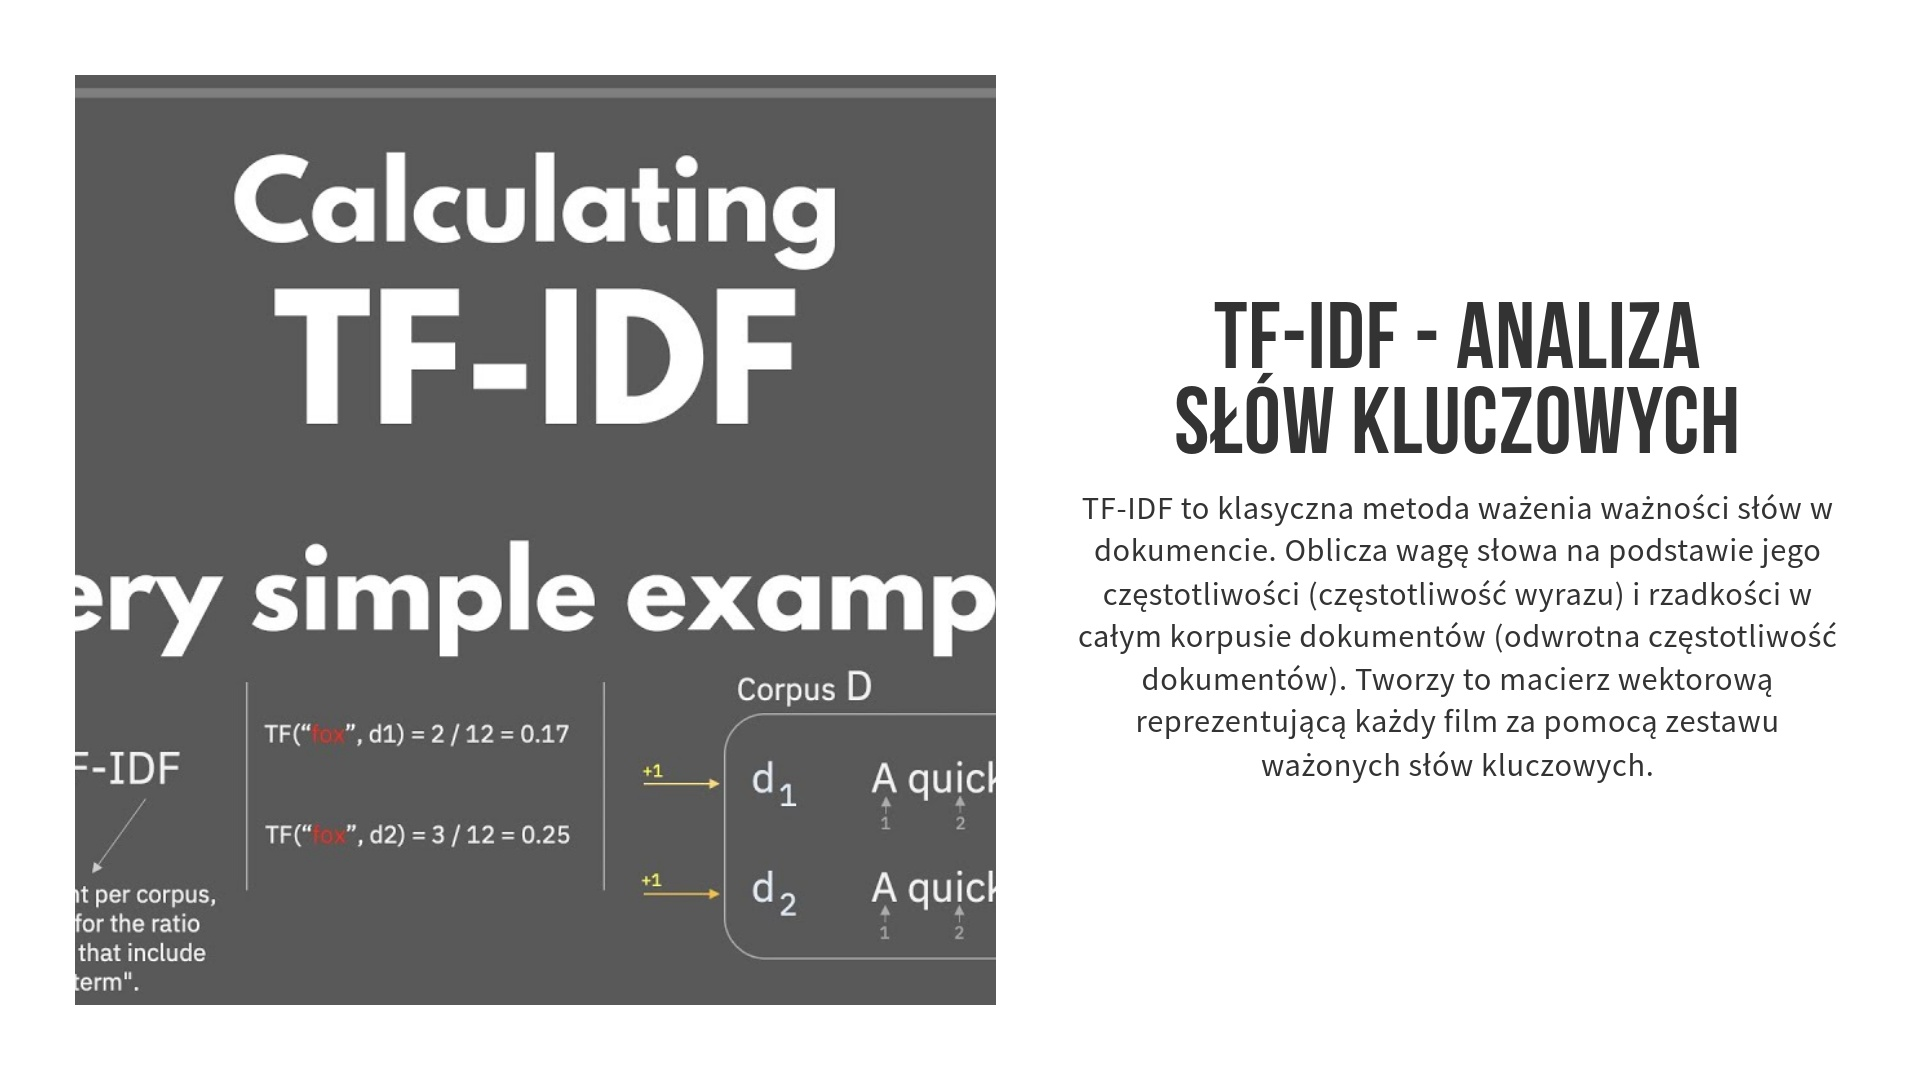 Calculating
TF-IDF
ery simple examp
F-IDF
nt per corpus,
for the ratio
that include
term".
TF("fox", d1) = 2 / 12 = 0.17
TF("fox", d2) = 3 / 12 = 0.25
Corpus D
+1
d1 A quick
1 2
+1
d2 A quick
1 2
TF-IDF - ANALIZA
SŁÓW KLUCZOWYCH
TF-IDF to klasyczna metoda ważenia ważności słów w
dokumencie. Oblicza wagę słowa na podstawie jego
częstotliwości (częstotliwość wyrazu) i rzadkości w
całym korpusie dokumentów (odwrotna częstotliwość
dokumentów). Tworzy to macierz wektorową
reprezentującą każdy film za pomocą zestawu
ważonych słów kluczowych.